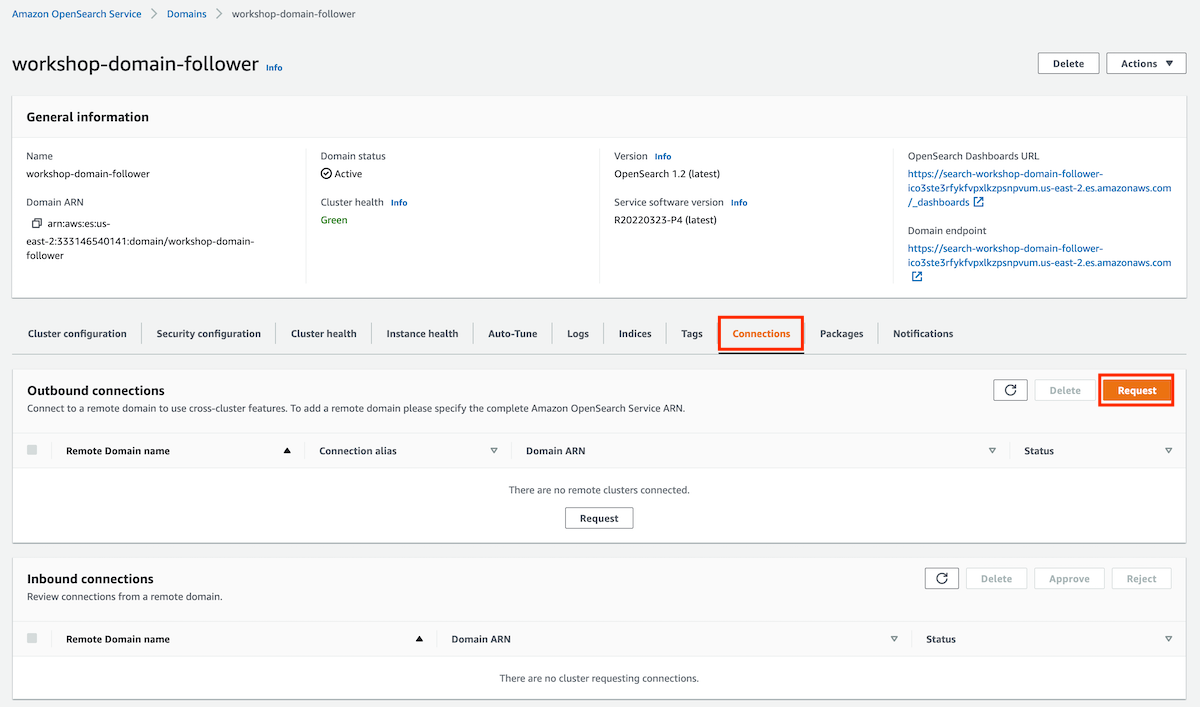 Amazon OpenSearch Service > Domains > workshop-domain-follower
workshop-domain-follower Info
Delete
Actions
General information
Name
workshop-domain-follower
Domain ARN
arn:aws:es:us-
east-2:333146540141:domain/workshop-domain-
follower
Domain status
Active
Cluster health Info
Green
Version Info
OpenSearch 1.2 (latest)
Service software version Info
R20220323-P4 (latest)
OpenSearch Dashboards URL
https://search-workshop-domain-follower-
ico3ste3rfykfvpxlkzpsnpvum.us-east-2.es.amazonaws.com
/_dashboards
Domain endpoint
https://search-workshop-domain-follower-
ico3ste3rfykfvpxlkzpsnpvum.us-east-2.es.amazonaws.com
Cluster configuration
Security configuration
Cluster health
Instance health
Auto-Tune
Logs
Indices
Tags
Connections
Packages
Notifications
Outbound connections
Connect to a remote domain to use cross-cluster features. To add a remote domain please specify the complete Amazon OpenSearch Service ARN.
Delete
Request
Remote Domain name
Connection alias
Domain ARN
Status
There are no remote clusters connected.
Request
Inbound connections
Review connections from a remote domain.
Delete
Approve
Reject
Remote Domain name
Domain ARN
Status
There are no cluster requesting connections.